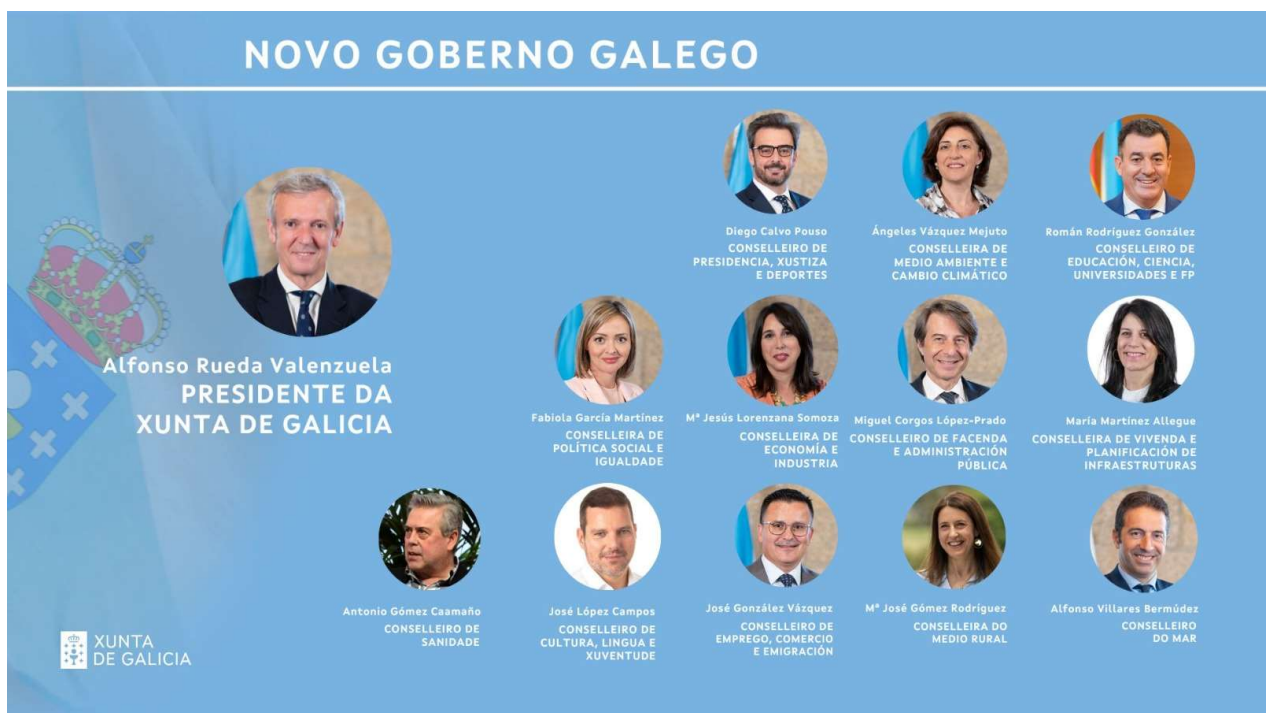 NOVO GOBERNO GALEGO
Alfonso Rueda Valenzuela
PRESIDENTE DA
XUNTA DE GALICIA
Diego Calvo Pouso
CONSELLEIRO DE
PRESIDENCIA, XUSTIZA
E DEPORTES
Ángeles Vázquez Mejuto
CONSELLEIRA DE
MEDIO AMBIENTE E
CAMBIO CLIMÁTICO
Román Rodríguez González
CONSELLEIRO DE
EDUCACIÓN, CIENCIA,
UNIVERSIDADES E FP
Fabiola García Martínez
CONSELLEIRA DE
POLÍTICA SOCIAL E
IGUALDADE
Mª Jesús Lorenzana Somoza
CONSELLEIRA DE
ECONOMÍA E
INDUSTRIA
Miguel Corgos López-Prado
CONSELLEIRO DE FACENDA
E ADMINISTRACIÓN
PÚBLICA
María Martínez Allegue
CONSELLEIRA DE VIVENDA E
PLANIFICACIÓN DE
INFRAESTRUTURAS
Antonio Gómez Caamaño
CONSELLEIRO DE
SANIDADE
José López Campos
CONSELLEIRO DE
CULTURA, LINGUA E
XUVENTUDE
José González Vázquez
CONSELLEIRO DE
EMPREGO, COMERCIO
E EMIGRACIÓN
Mª José Gómez Rodríguez
CONSELLEIRA DO
MEDIO RURAL
Alfonso Villares Bermúdez
CONSELLEIRO
DO MAR
XUNTA
DE GALICIA